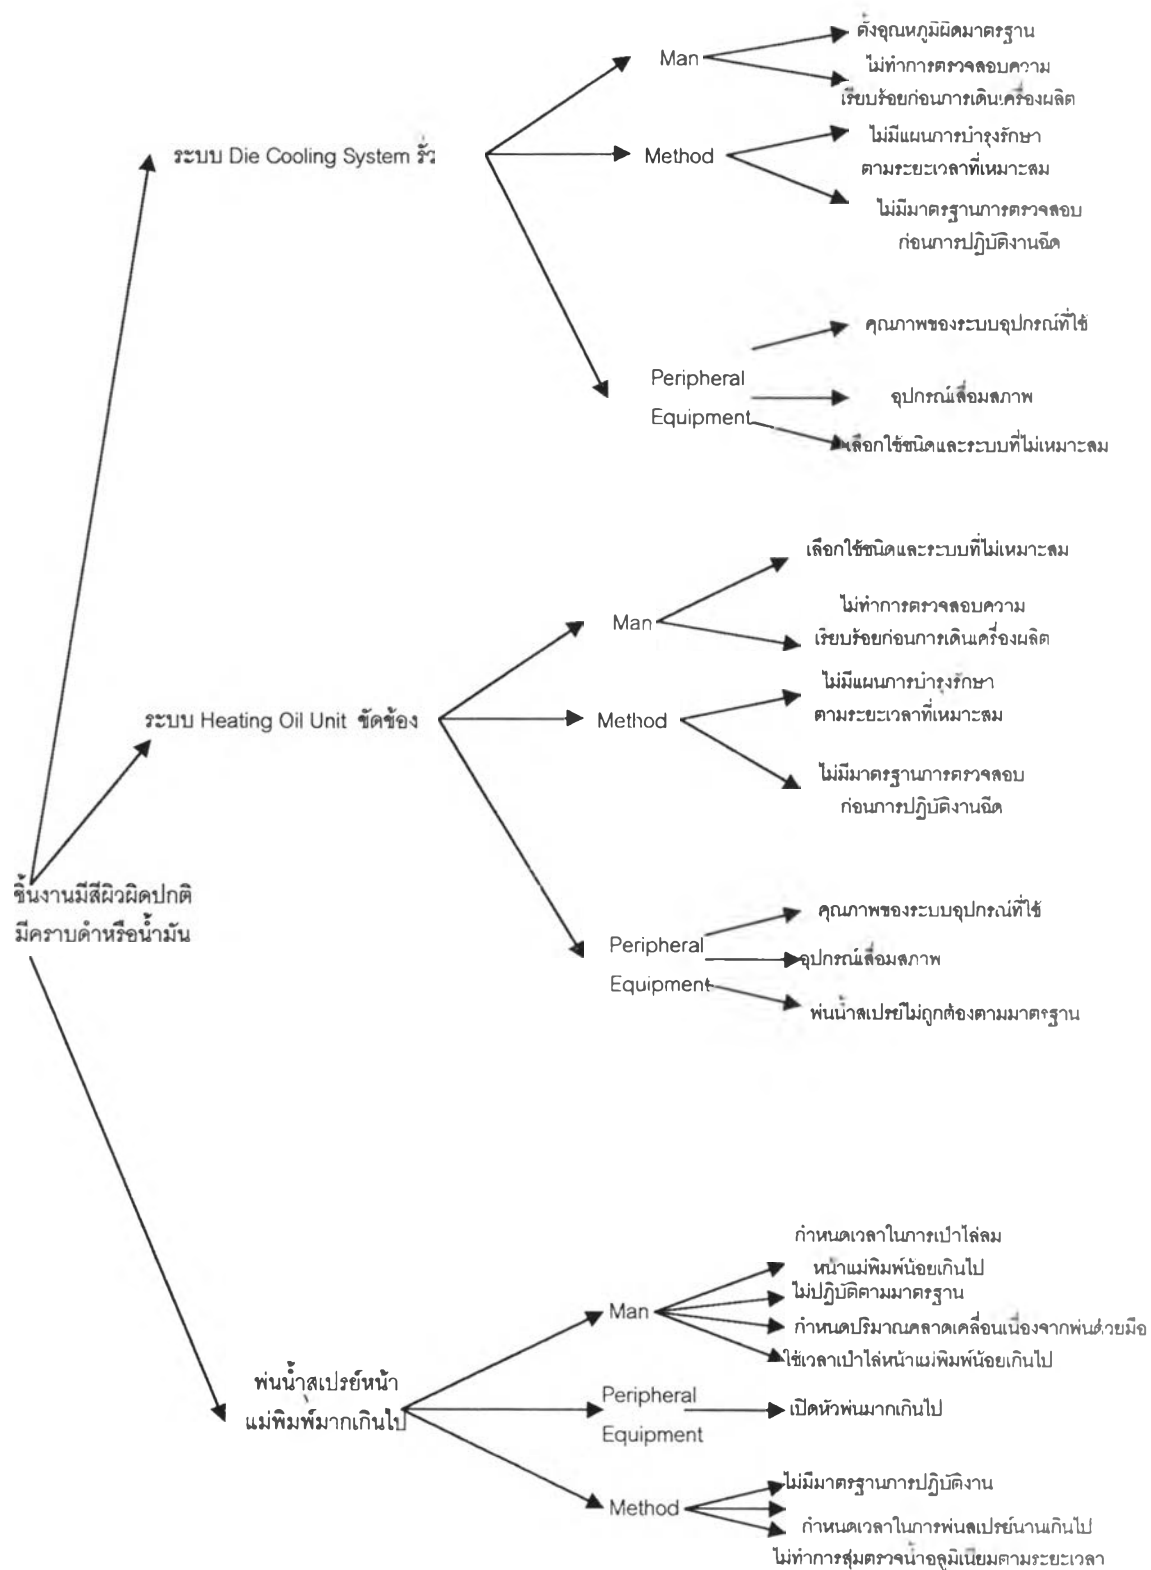 Man
ตั้งอุณหภูมิผิดมาตรฐาน
ไม่ทำการตรวจสอบความ
เรียบร้อยก่อนการเดินเครื่องผลิต
ระบบ Die Cooling System รั่ว
Method
ไม่มีแผนการบำรุงรักษา
ตามระยะเวลาที่เหมาะสม
ไม่มีมาตรฐานการตรวจสอบ
ก่อนการปฏิบัติงานฉีด
Peripheral
Equipment
คุณภาพของระบบอุปกรณ์ที่ใช้
อุปกรณ์เสื่อมสภาพ
เลือกใช้ชนิดและระบบที่ไม่เหมาะสม
Man
เลือกใช้ชนิดและระบบที่ไม่เหมาะสม
ไม่ทำการตรวจสอบความ
เรียบร้อยก่อนการเดินเครื่องผลิต
ระบบ Heating Oil Unit ขัดข้อง
Method
ไม่มีแผนการบำรุงรักษา
ตามระยะเวลาที่เหมาะสม
ไม่มีมาตรฐานการตรวจสอบ
ก่อนการปฏิบัติงานฉีด
ชิ้นงานมีสีผิวผิดปกติ
มีคราบดำหรือน้ำมัน
Peripheral
Equipment
คุณภาพของระบบอุปกรณ์ที่ใช้
อุปกรณ์เสื่อมสภาพ
พ่นน้ำสเปรย์ไม่ถูกต้องตามมาตรฐาน
Man
กำหนดเวลาในการเป่าไล่ลม
หน้าแม่พิมพ์น้อยเกินไป
ไม่ปฏิบัติตามมาตรฐาน
กำหนดปริมาณคลาดเคลื่อนเนื่องจากพ่นด้วยมือ
ใช้เวลาเป่าไล่หน้าแม่พิมพ์น้อยเกินไป
พ่นน้ำสเปรย์หน้า
แม่พิมพ์มากเกินไป
Peripheral
Equipment
เปิดหัวพ่นมากเกินไป
Method
ไม่มีมาตรฐานการปฏิบัติงาน
กำหนดเวลาในการพ่นสเปรย์นานเกินไป
ไม่ทำการสุ่มตรวจน้ำอลูมิเนียมตามระยะเวลา